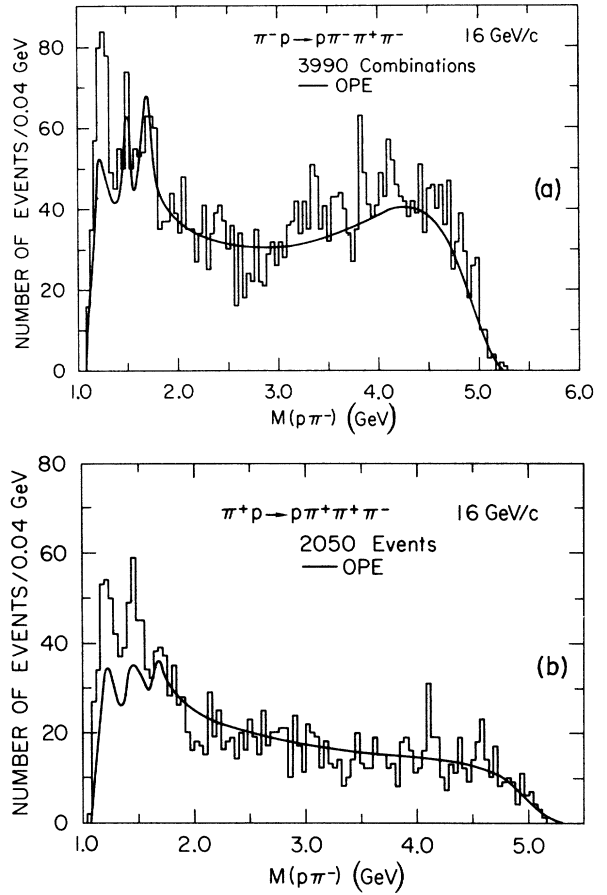 π⁻p→pπ⁻π⁺π⁻ 16 GeV/c
3990 Combinations
— OPE
(a)
NUMBER OF EVENTS/0.04 GeV
80
60
40
20
0
1.0 2.0 3.0 4.0 5.0 6.0
M(pπ⁻) (GeV)
π⁺p→pπ⁺π⁺π⁻ 16 GeV/c
2050 Events
— OPE
(b)
NUMBER OF EVENTS/0.04 GeV
80
60
40
20
0
1.0 2.0 3.0 4.0 5.0
M(pπ⁻) (GeV)